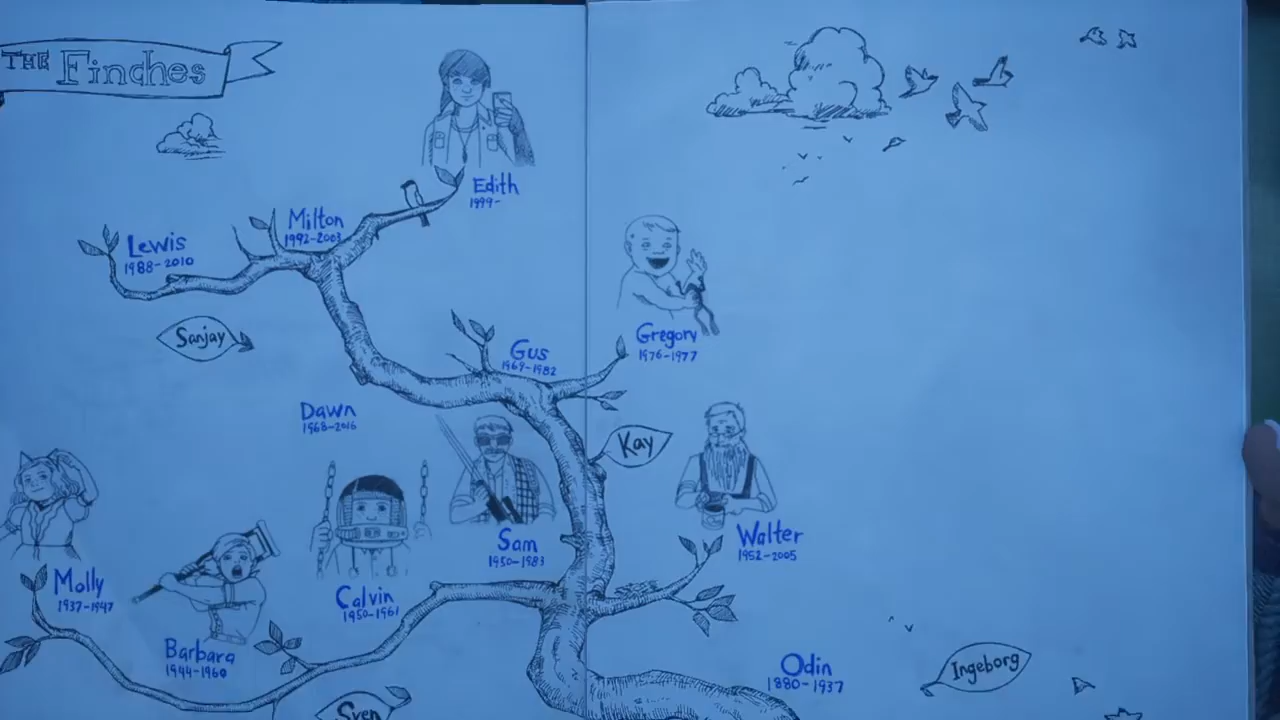 THE Finches
Edith
1999-
Milton
1992-2003
Lewis
1988-2010
Sanjay
Gregory
1976-1977
Gus
1969-1982
Dawn
1968-2016
Kay
Sam
1950-1983
Walter
1952-2005
Calvin
1950-1961
Molly
1937-1947
Barbara
1944-1960
Odin
1880-1937
Ingeborg
Sven